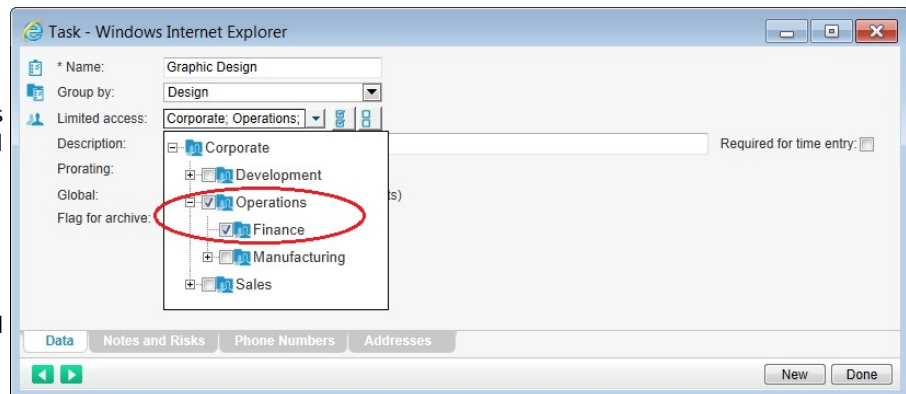 Task - Windows Internet Explorer
* Name: Graphic Design
Group by: Design
Limited access: Corporate; Operations;
Description: Required for time entry:
Prorating:
Global: ts)
Flag for archive:
Corporate
Development
Operations
Finance
Manufacturing
Sales
Data Notes and Risks Phone Numbers Addresses
New Done